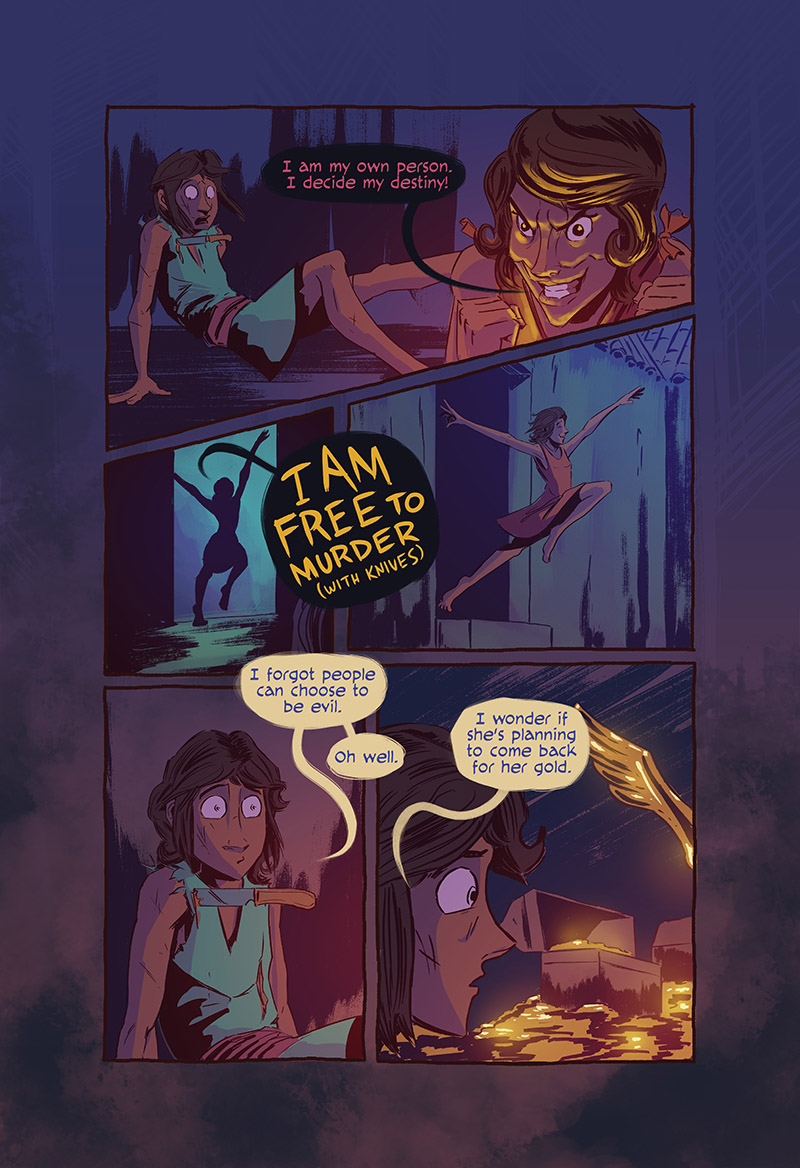 I am my own person.
I decide my destiny!
I AM
FREE TO
MURDER
(WITH KNIVES)
I forgot people
can choose to
be evil.
Oh well.
I wonder if
she's planning
to come back
for her gold.